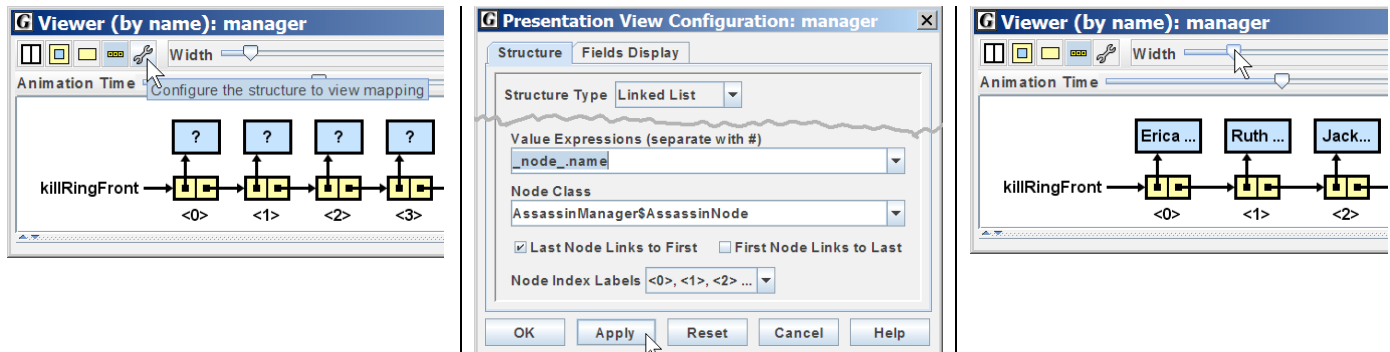 G Viewer (by name): manager
Width
Animation Time
Configure the structure to view mapping
? ? ? ?
killRingFront
<0> <1> <2> <3>
G Presentation View Configuration: manager
Structure Fields Display
Structure Type Linked List
Value Expressions (separate with #)
_node_.name
Node Class
AssassinManager$AssassinNode
Last Node Links to First First Node Links to Last
Node Index Labels <0>, <1>, <2> ...
OK Apply Reset Cancel Help
G Viewer (by name): manager
Width
Animation Time
Erica ... Ruth ... Jack...
killRingFront
<0> <1> <2>